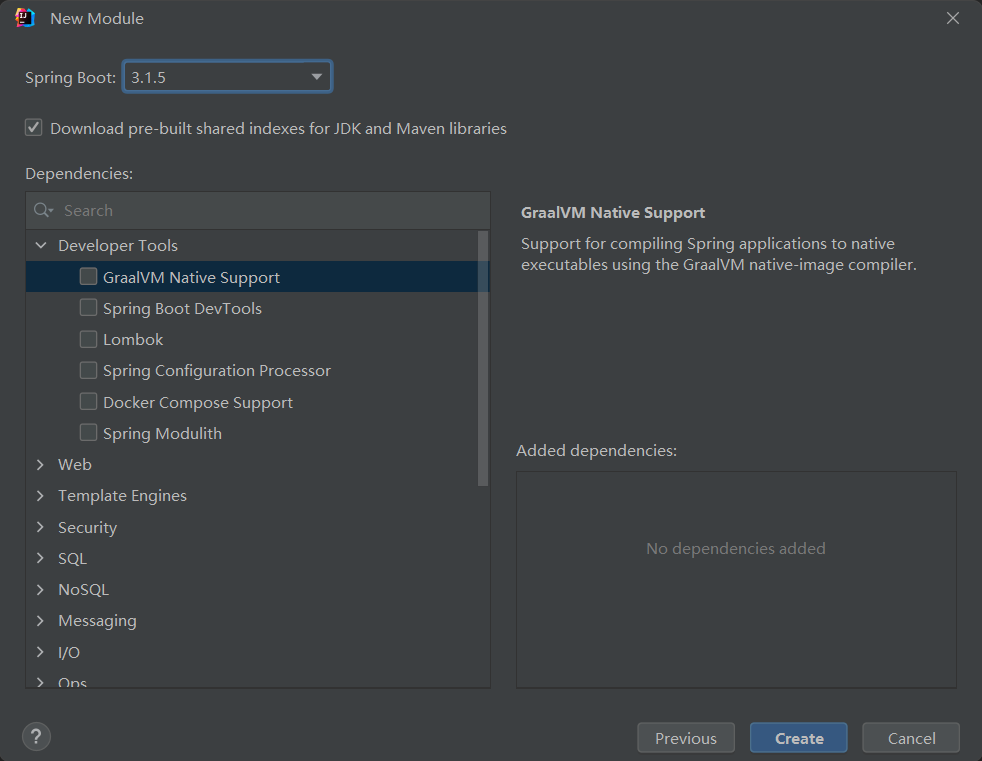 New Module
Spring Boot: 3.1.5
Download pre-built shared indexes for JDK and Maven libraries
Dependencies:
Search
Developer Tools
GraalVM Native Support
Spring Boot DevTools
Lombok
Spring Configuration Processor
Docker Compose Support
Spring Modulith
Web
Template Engines
Security
SQL
NoSQL
Messaging
I/O
Ops
GraalVM Native Support
Support for compiling Spring applications to native
executables using the GraalVM native-image compiler.
Added dependencies:
No dependencies added
?
Previous
Create
Cancel